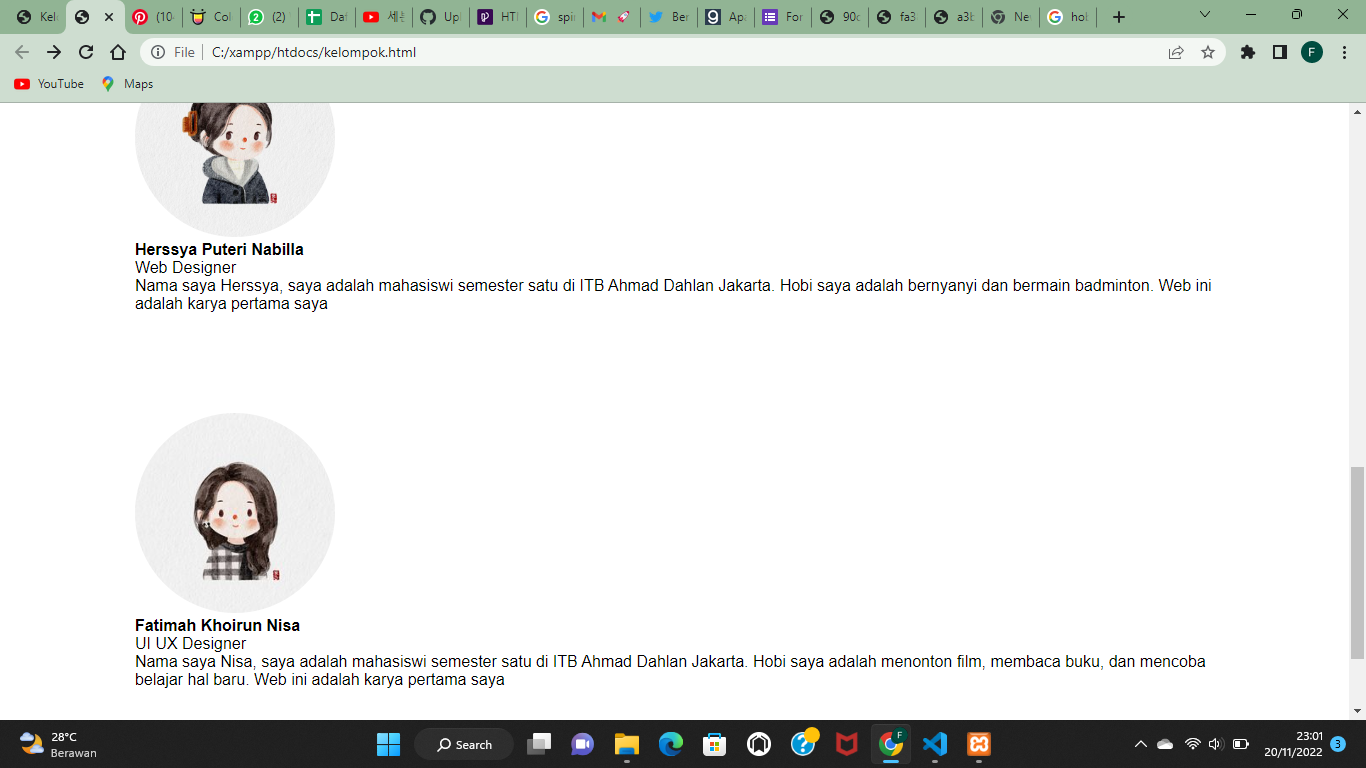 Kel
(10
Col
(2)
Daf
세
Upl
HTI
spi
🚀
Ber
Ap
For
90c
fa3
a3b
Ne
hol
File
C:/xampp/htdocs/kelompok.html
F
YouTube
Maps
Herssya Puteri Nabilla
Web Designer
Nama saya Herssya, saya adalah mahasiswi semester satu di ITB Ahmad Dahlan Jakarta. Hobi saya adalah bernyanyi dan bermain badminton. Web ini
adalah karya pertama saya
Fatimah Khoirun Nisa
UI UX Designer
Nama saya Nisa, saya adalah mahasiswi semester satu di ITB Ahmad Dahlan Jakarta. Hobi saya adalah menonton film, membaca buku, dan mencoba
belajar hal baru. Web ini adalah karya pertama saya
28°C
Berawan
Search
23:01
20/11/2022
3